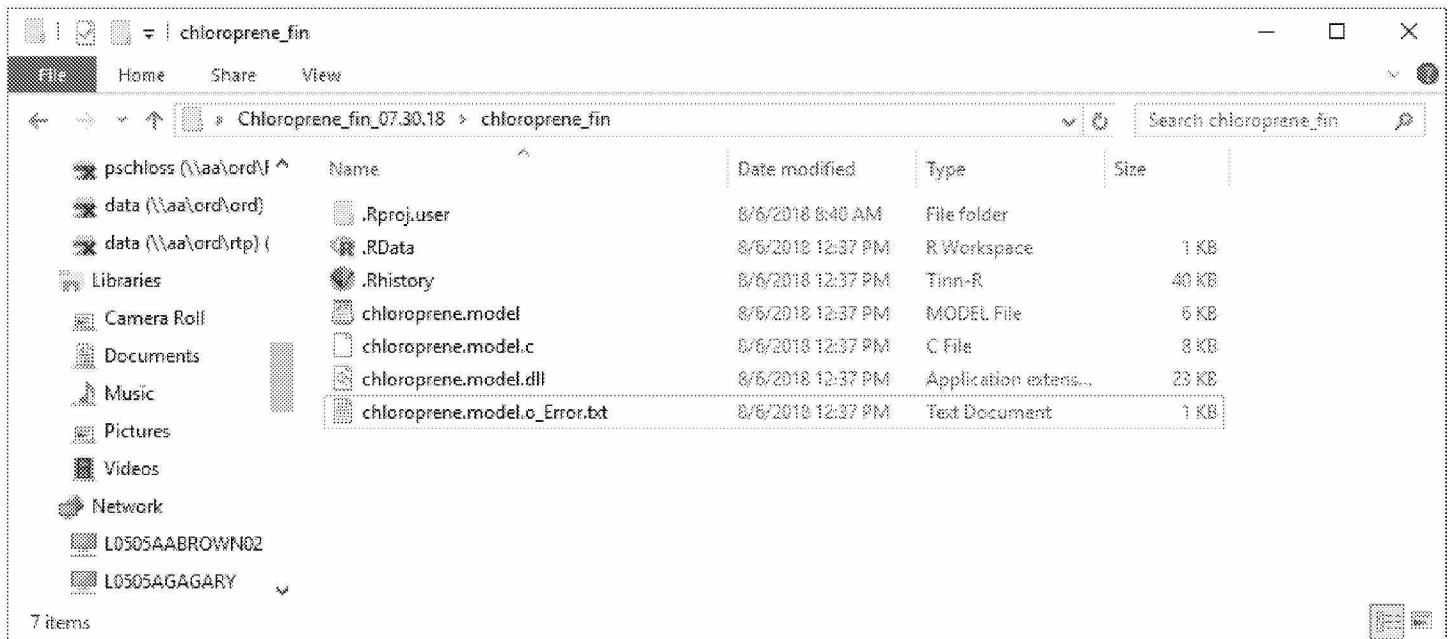 chloroprene_fin
File Home Share View
Chloroprene_fin_07.30.18 > chloroprene_fin Search chloroprene_fin
pschloss (\\aa\ord\F
data (\\aa\ord\ord)
data (\\aa\ord\rtp) (
Libraries
Camera Roll
Documents
Music
Pictures
Videos
Network
L0505AABROWN02
L0505AGAGARY
Name Date modified Type Size
.Rproj.user 8/6/2018 8:40 AM File folder
.RData 8/6/2018 12:37 PM R Workspace 1 KB
.Rhistory 8/6/2018 12:37 PM Tinn-R 40 KB
chloroprene.model 8/6/2018 12:37 PM MODEL File 6 KB
chloroprene.model.c 8/6/2018 12:37 PM C File 8 KB
chloroprene.model.dll 8/6/2018 12:37 PM Application extens... 23 KB
chloroprene.model.o_Error.txt 8/6/2018 12:37 PM Text Document 1 KB
7 items